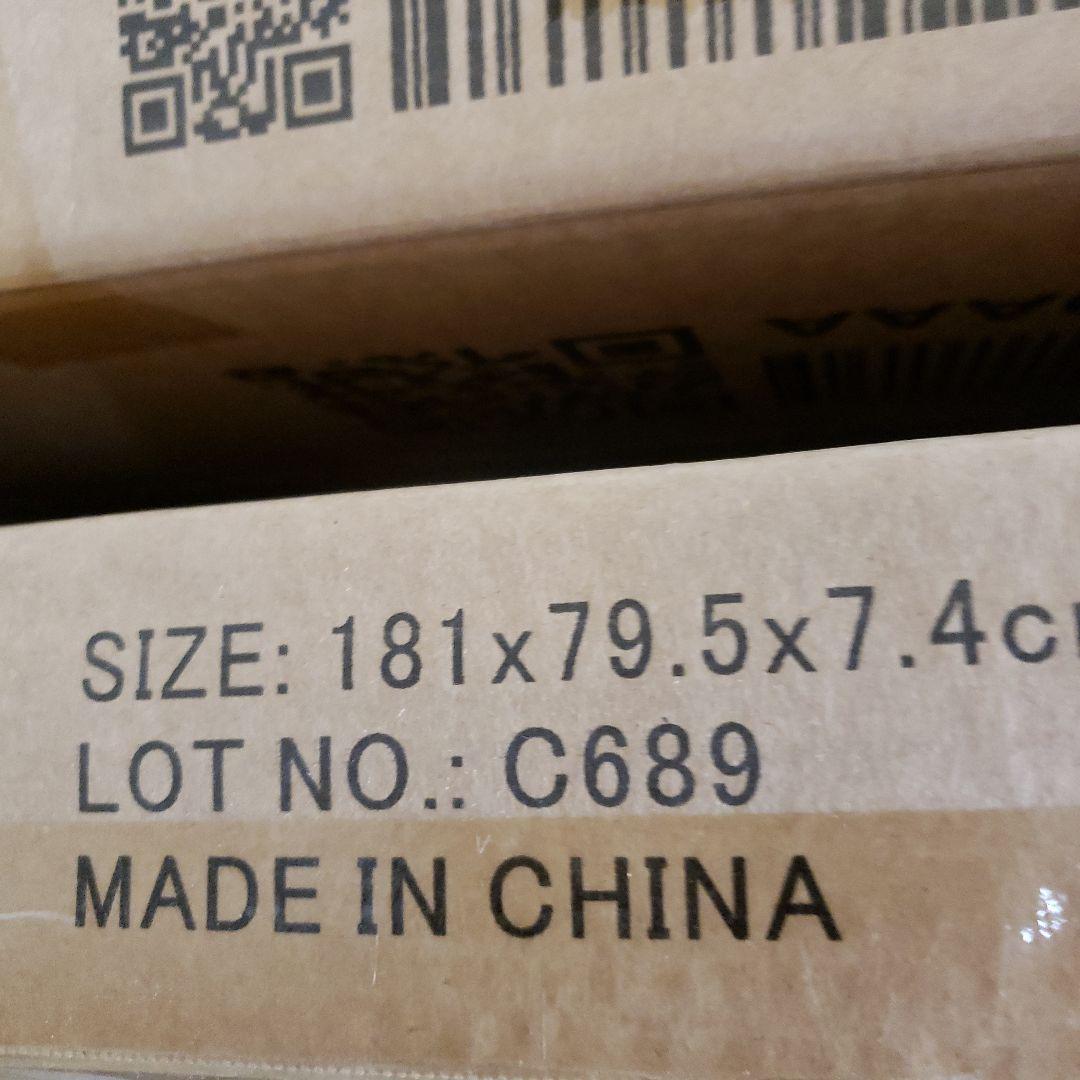 SIZE: 181x79.5x7.4c
LOT NO.: C689
MADE IN CHINA